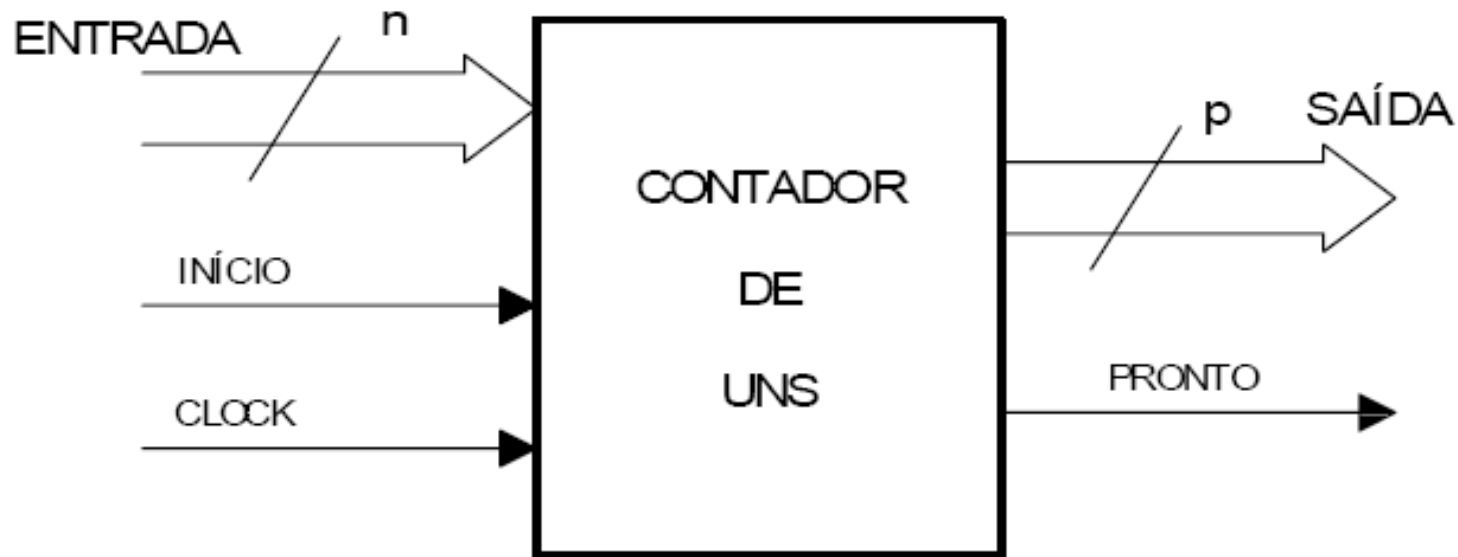 ENTRADA
n
INÍCIO
CLOCK
CONTADOR
DE
UNS
p
SAÍDA
PRONTO